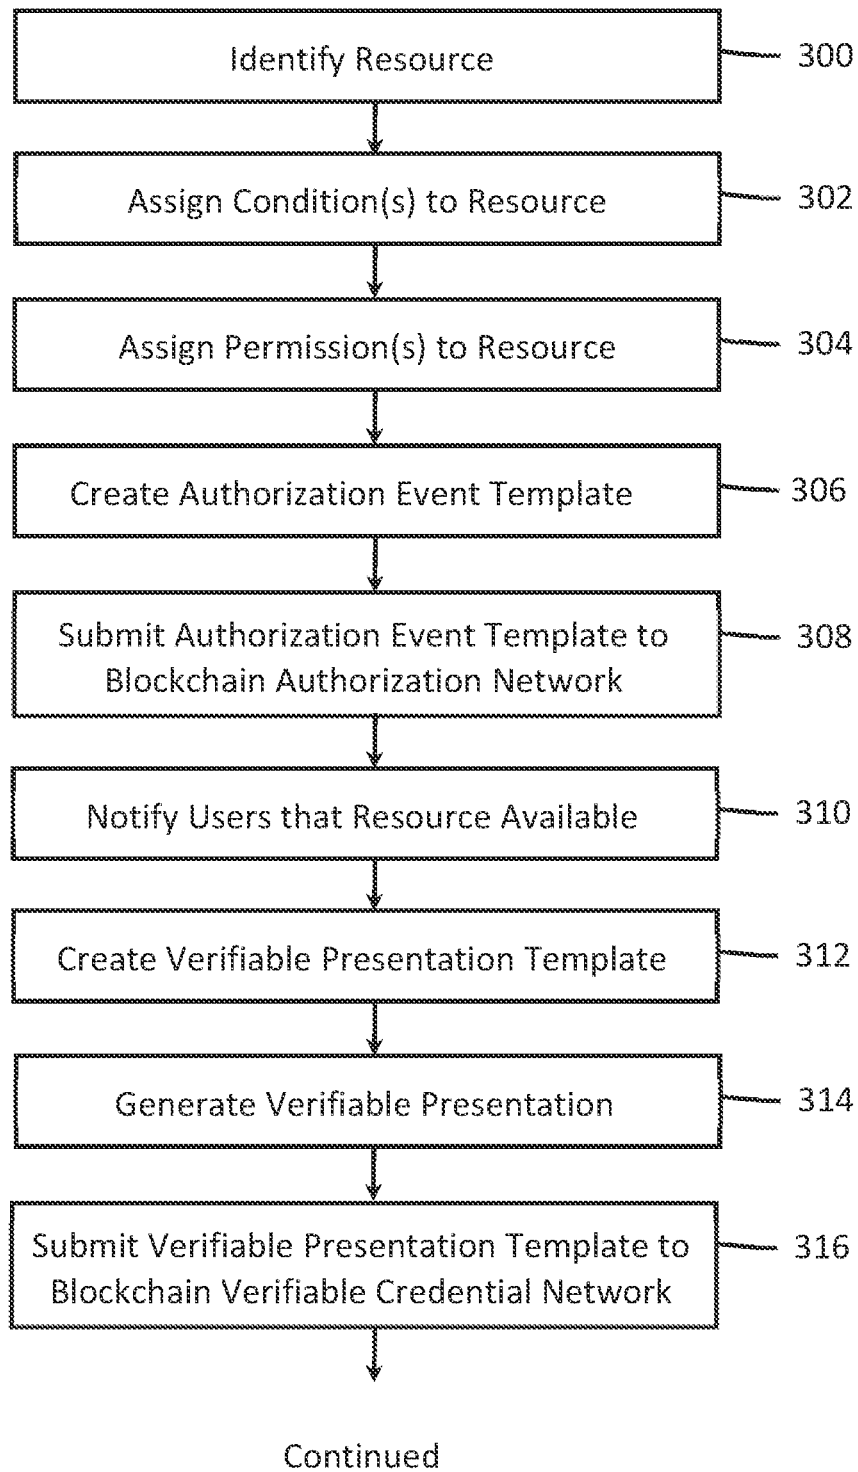 Identify Resource
300
Assign Condition(s) to Resource
302
Assign Permission(s) to Resource
304
Create Authorization Event Template
306
Submit Authorization Event Template to
Blockchain Authorization Network
308
Notify Users that Resource Available
310
Create Verifiable Presentation Template
312
Generate Verifiable Presentation
314
Submit Verifiable Presentation Template to
Blockchain Verifiable Credential Network
316
Continued